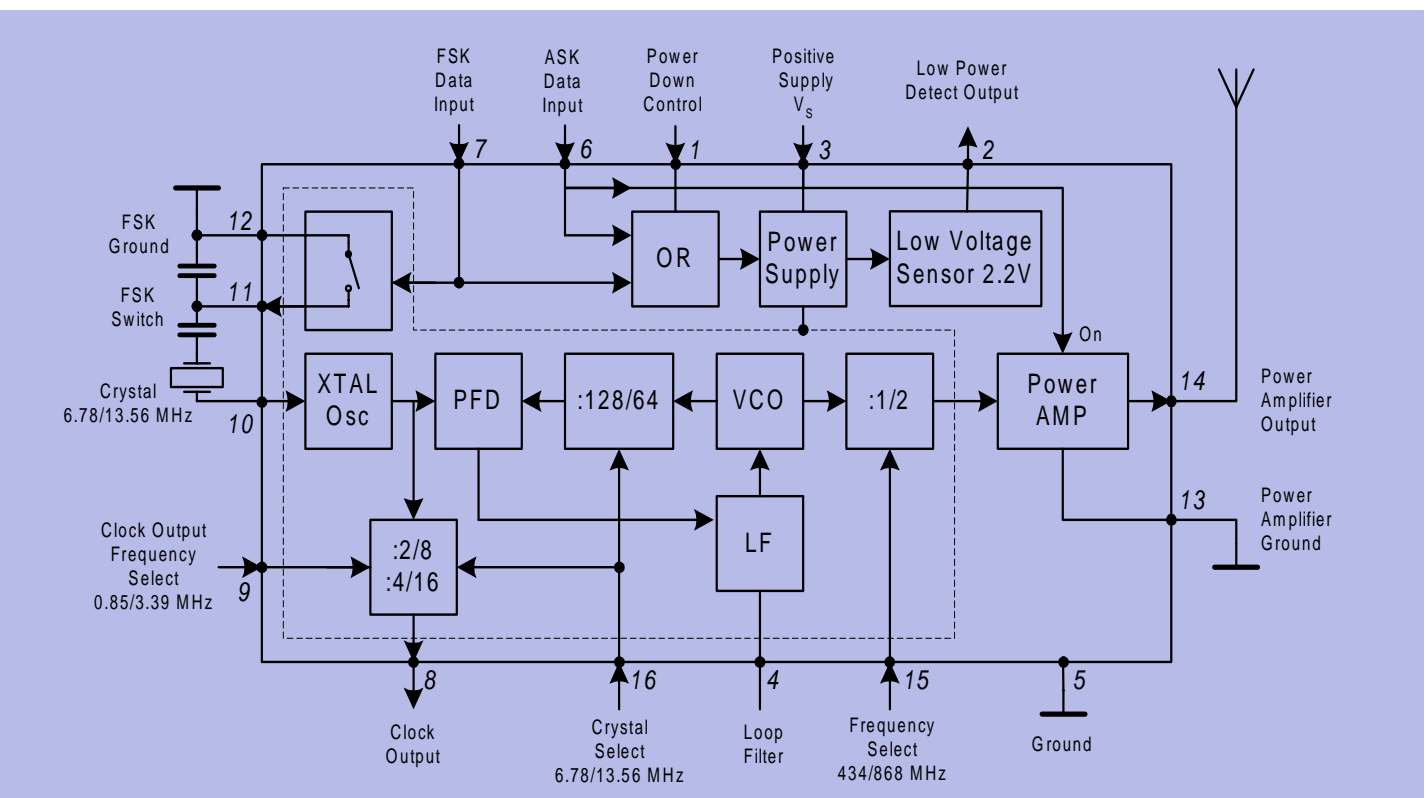 FSK
Data
Input
ASK
Data
Input
Power
Down
Control
Positive
Supply
VS
Low Power
Detect Output
7
6
1
3
2
FSK
Ground
12
FSK
Switch
11
OR
Power
Supply
Low Voltage
Sensor 2.2V
On
Crystal
6.78/13.56 MHz
10
XTAL
Osc
PFD
:128/64
VCO
:1/2
Power
AMP
14
Power
Amplifier
Output
13
Power
Amplifier
Ground
Clock Output
Frequency
Select
0.85/3.39 MHz
9
:2/8
:4/16
LF
8
16
4
15
5
Clock
Output
Crystal
Select
6.78/13.56 MHz
Loop
Filter
Frequency
Select
434/868 MHz
Ground